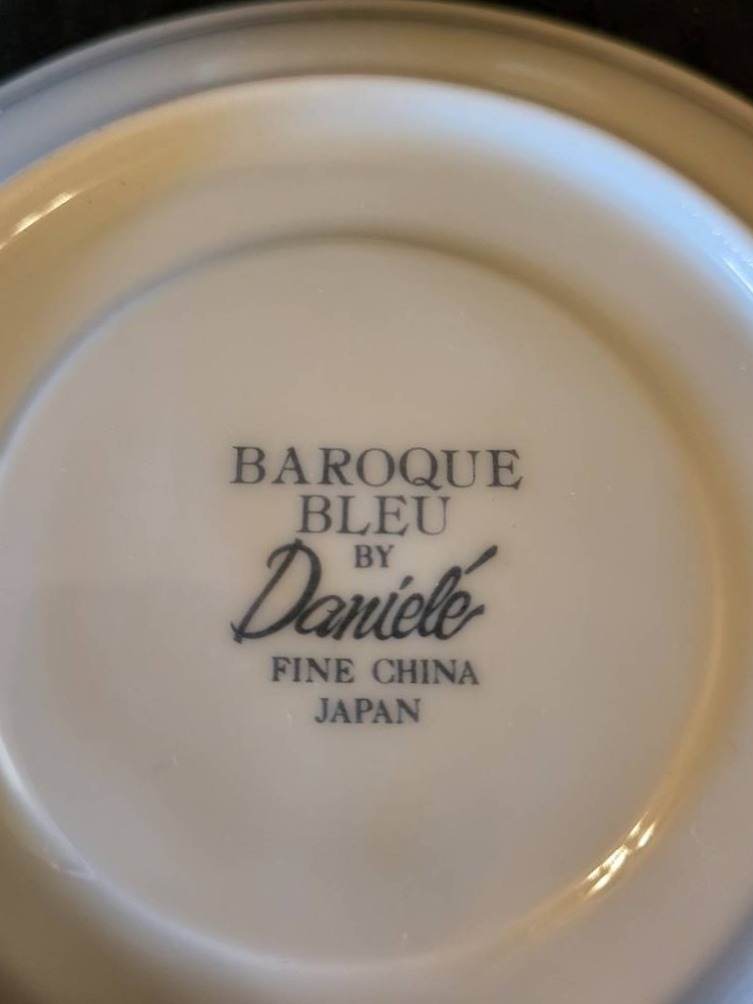 BAROQUE
BLEU
BY
Danielé
FINE CHINA
JAPAN